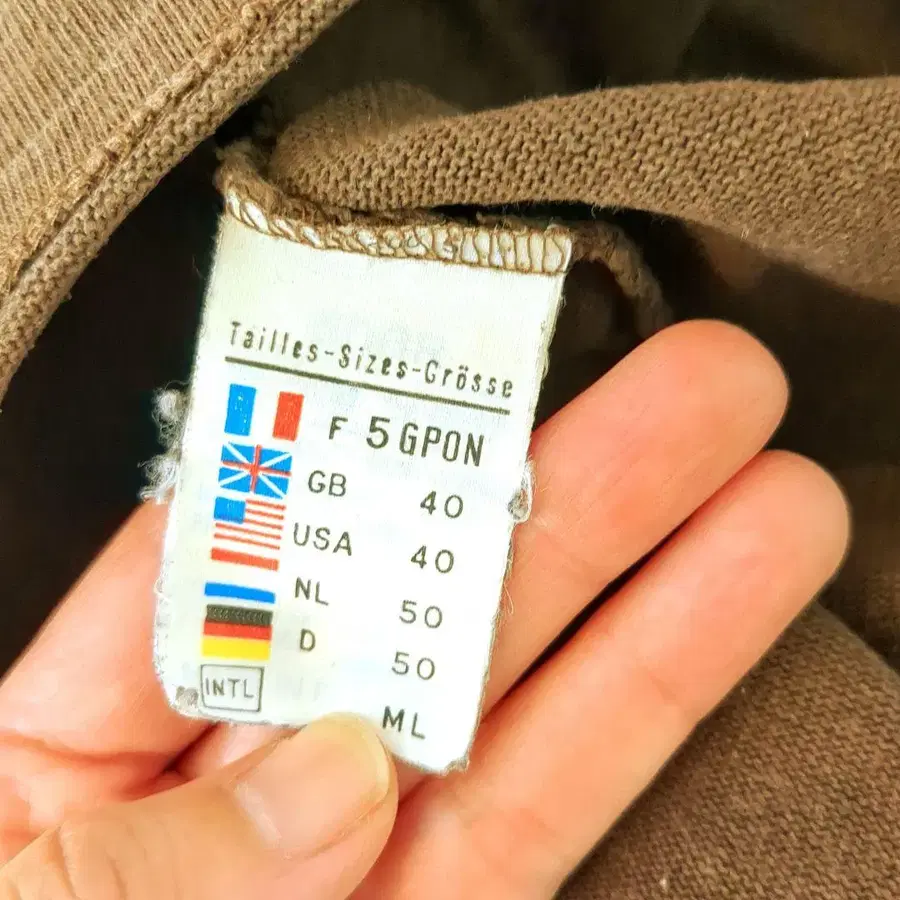 Tailles-Sizes-Grösse
F 5 GPON
GB 40
USA 40
NL 50
D 50
INTL ML